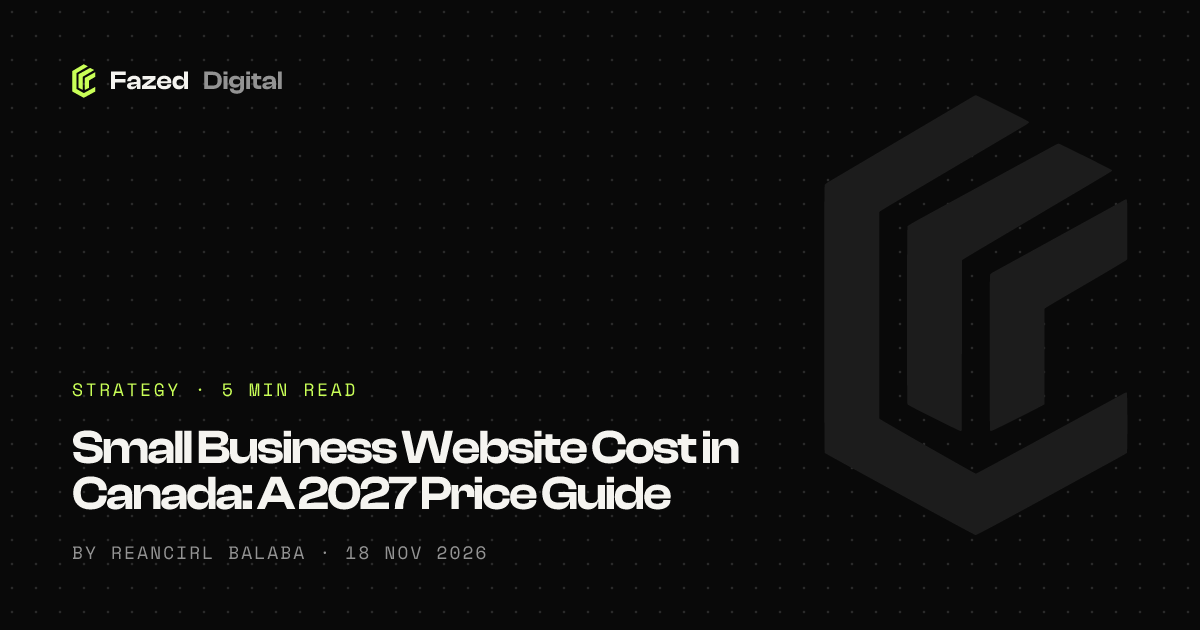 Fazed Digital
STRATEGY · 5 MIN READ
Small Business Website Cost in
Canada: A 2027 Price Guide
BY REANCIRL BALABA · 18 NOV 2026